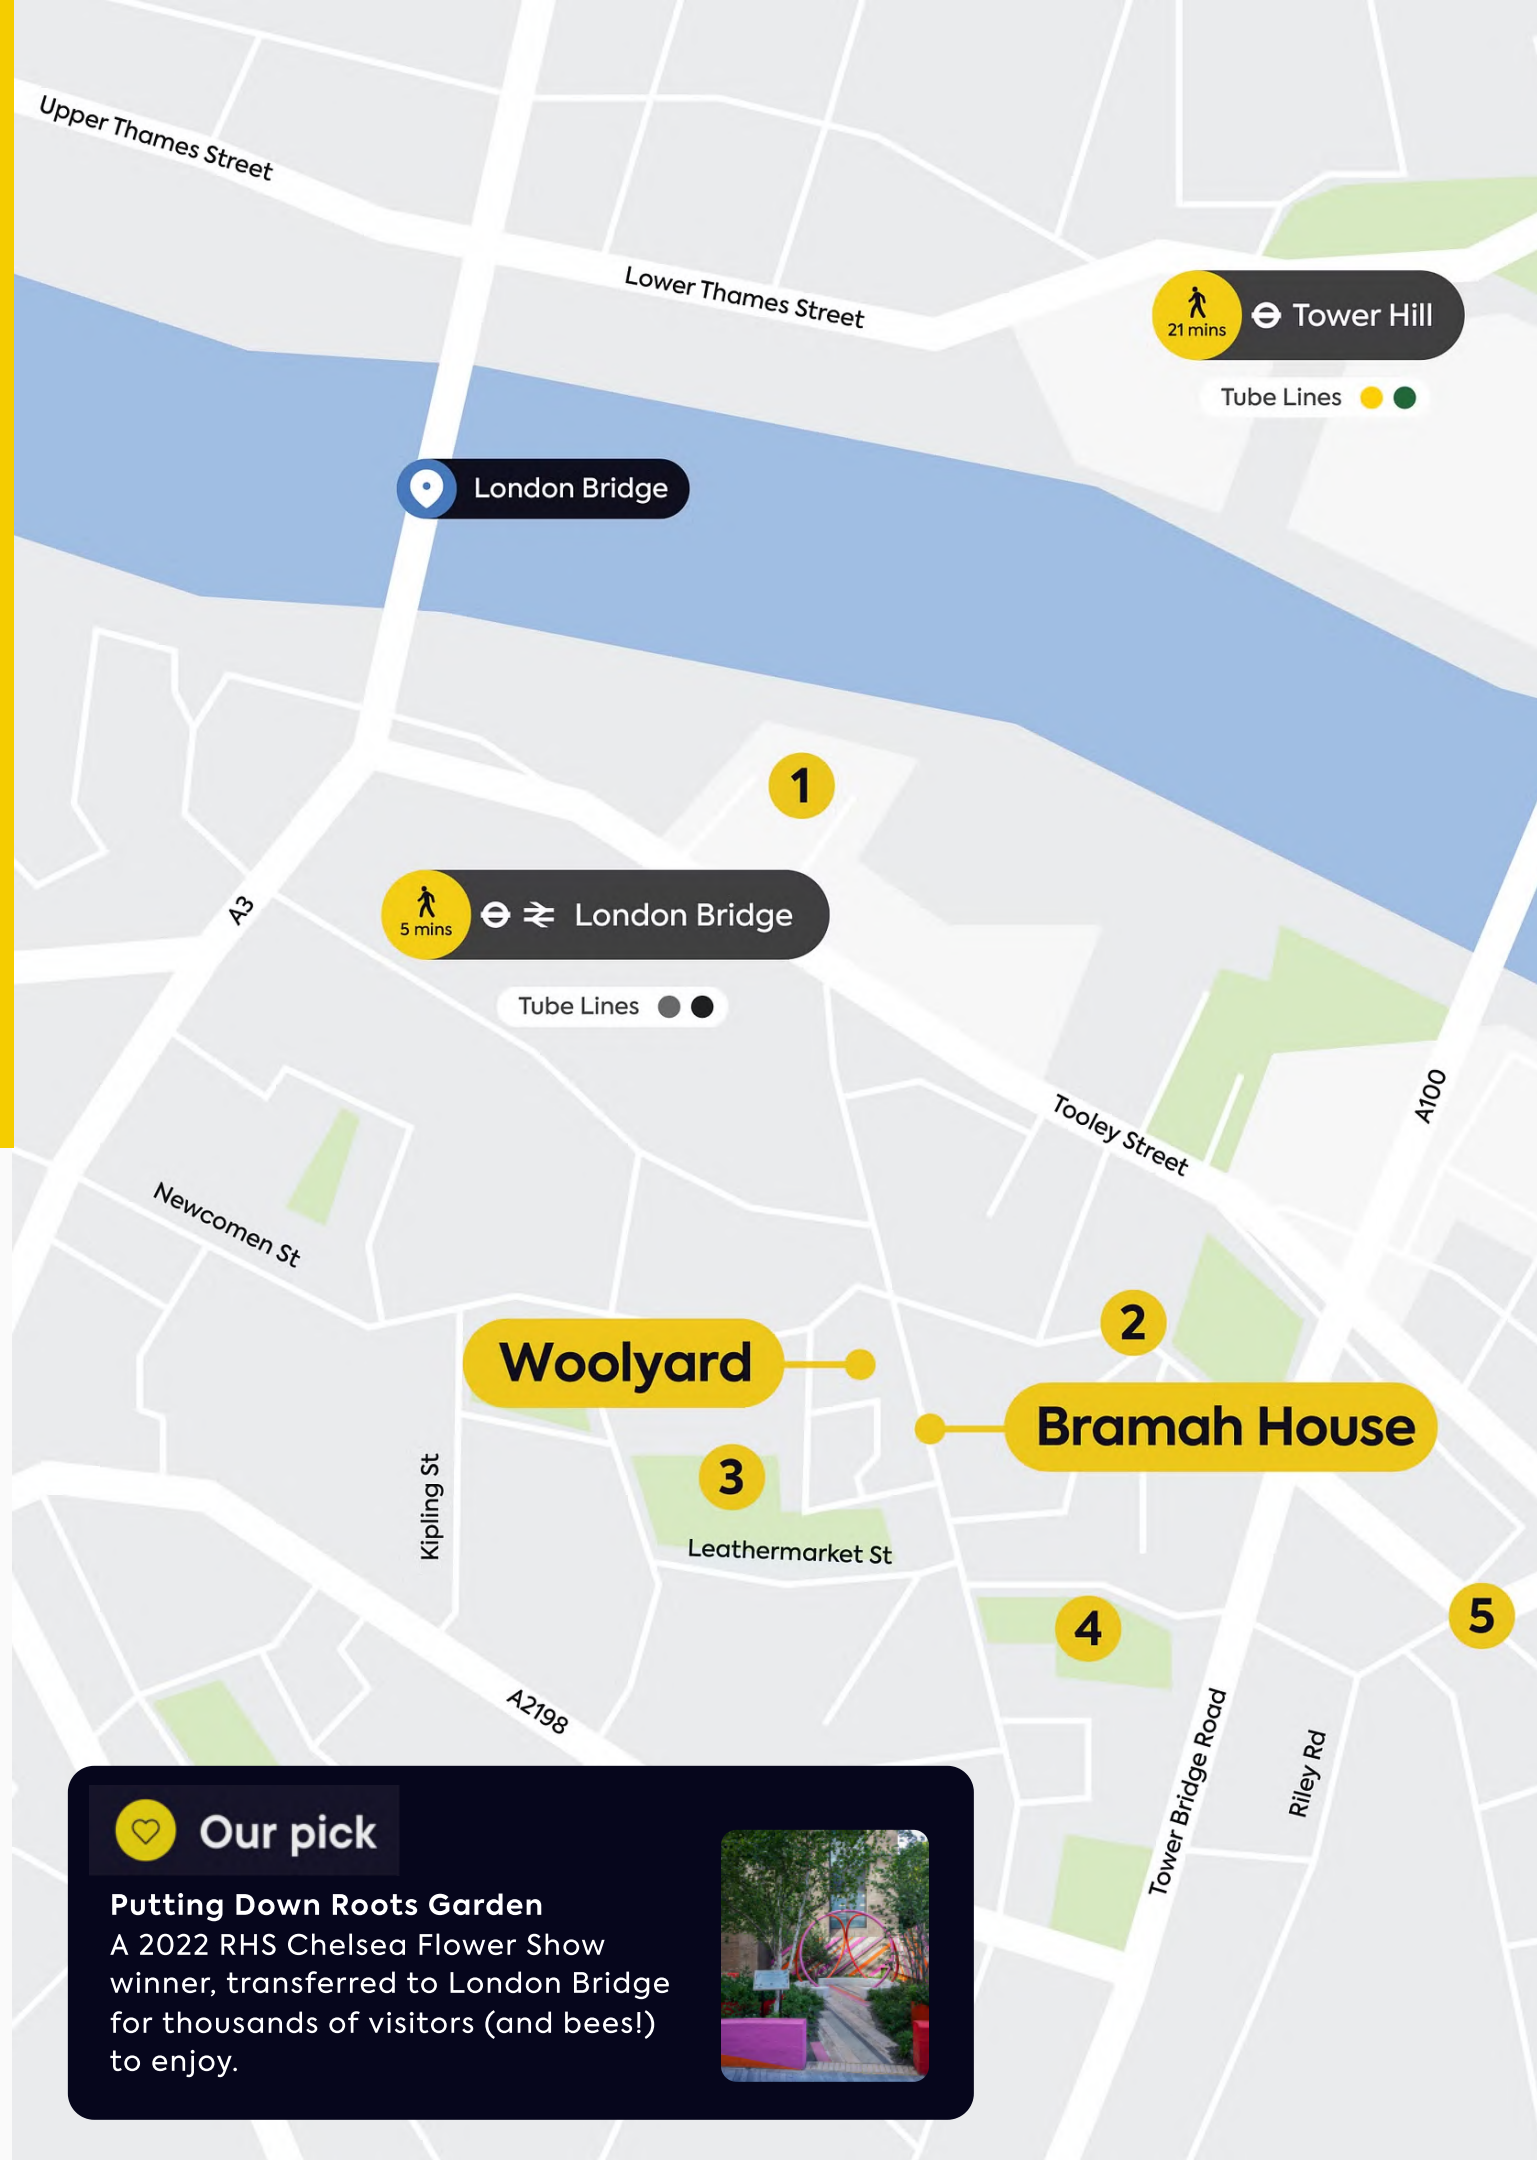 Upper Thames Street
Lower Thames Street
21 mins
Tower Hill
Tube Lines
London Bridge
1
A3
5 mins
London Bridge
Tube Lines
A100
Tooley Street
Newcomen St
2
Woolyard
Bramah House
3
Kipling St
Leathermarket St
4
5
A2198
Tower Bridge Road
Riley Rd
Our pick
Putting Down Roots Garden
A 2022 RHS Chelsea Flower Show
winner, transferred to London Bridge
for thousands of visitors (and bees!)
to enjoy.